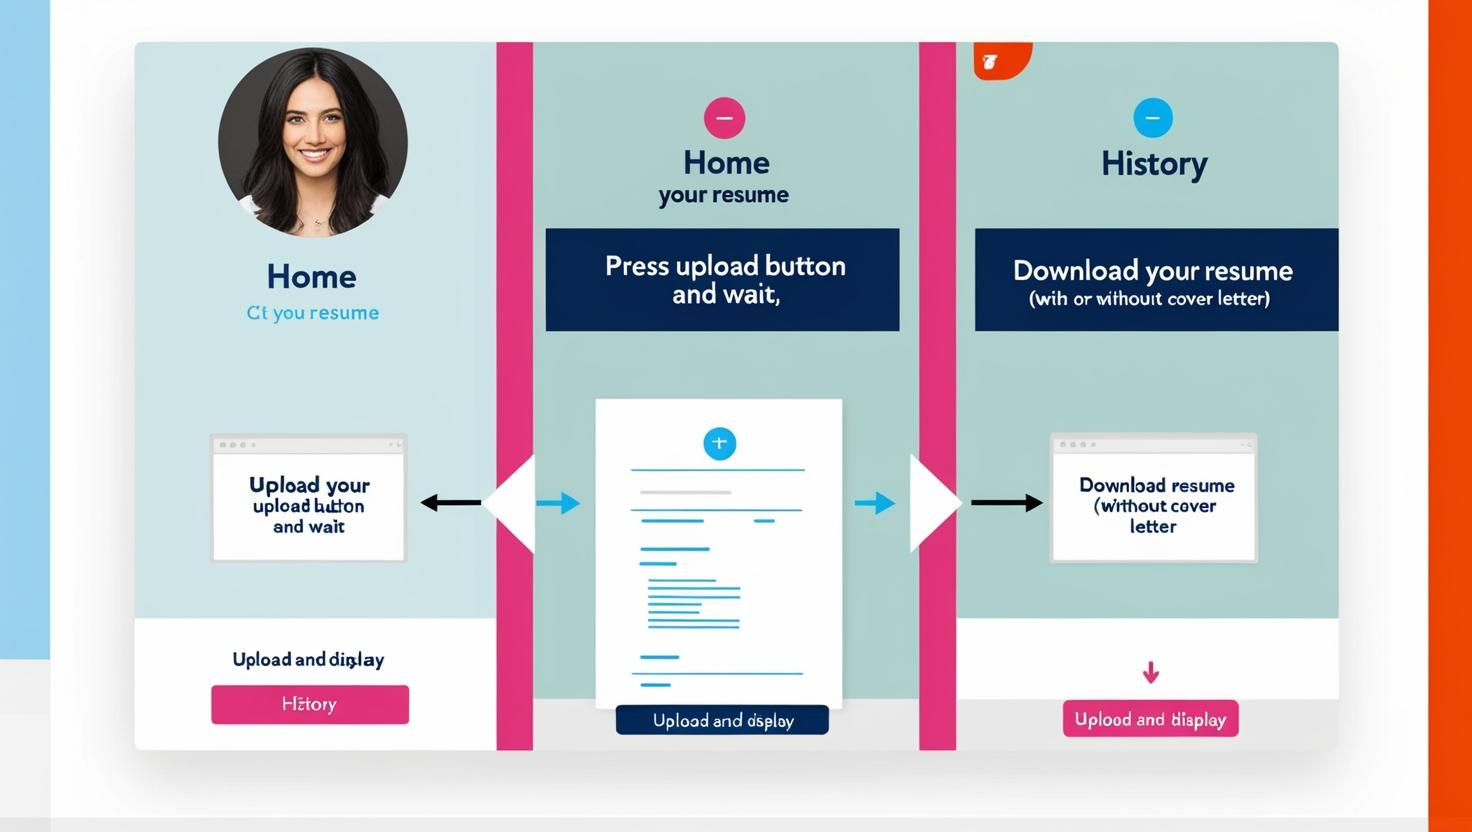 Home
Ct you resume
Upload your
upload button
and wait
Upload and display
History
Home
your resume
Press upload button
and wait,
Upload and display
History
Download your resume
(wih or without cover letter)
Download resume
(without cover
letter
Upload and display